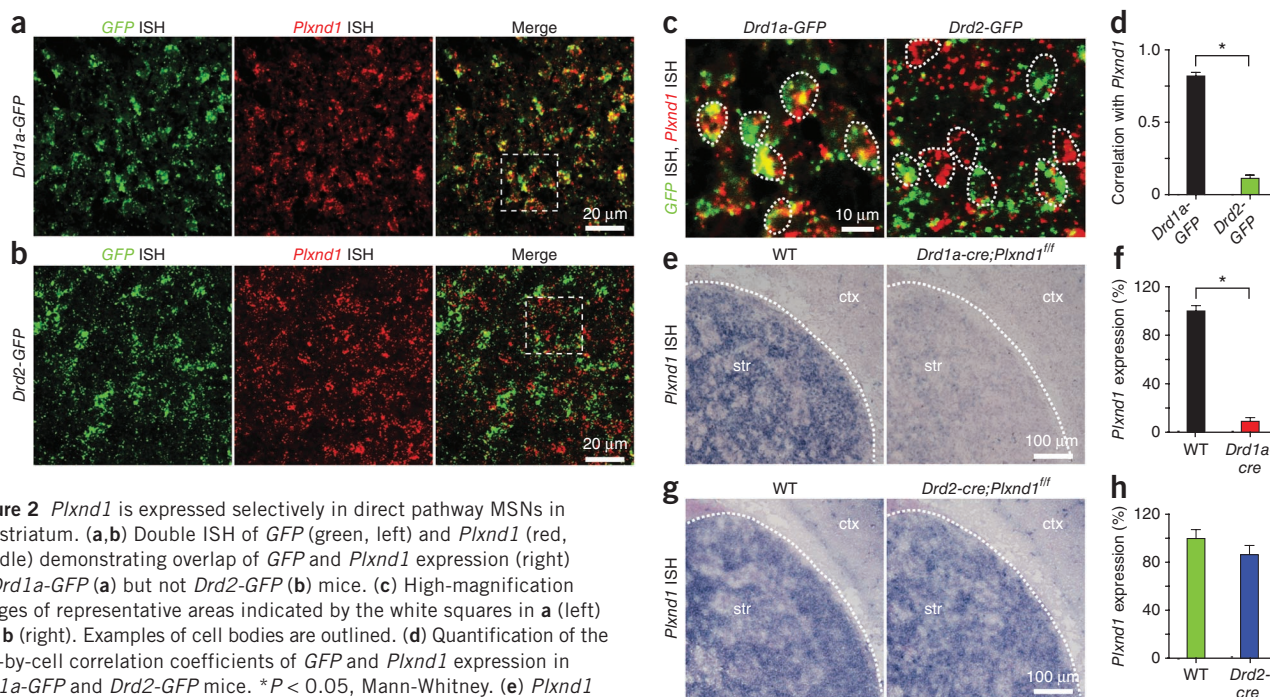 a
GFP ISH
Plxnd1 ISH
Merge
Drd1a-GFP
20 μm
b
GFP ISH
Plxnd1 ISH
Merge
Drd2-GFP
20 μm
c
Drd1a-GFP
Drd2-GFP
GFP ISH, Plxnd1 ISH
10 μm
d
Correlation with Plxnd1
1.0
0.5
0
*
Drd1a-
GFP
Drd2-
GFP
e
WT
Drd1a-cre;Plxnd1f/f
Plxnd1 ISH
str
ctx
str
100 μm
f
Plxnd1 expression (%)
120
80
40
0
*
WT
Drd1a
cre
g
WT
Drd2-cre;Plxnd1f/f
Plxnd1 ISH
ctx
str
ctx
str
100 μm
h
Plxnd1 expression (%)
120
80
40
0
WT
Drd2-
cre
ure 2 Plxnd1 is expressed selectively in direct pathway MSNs in
striatum. (a,b) Double ISH of GFP (green, left) and Plxnd1 (red,
dle) demonstrating overlap of GFP and Plxnd1 expression (right)
Drd1a-GFP (a) but not Drd2-GFP (b) mice. (c) High-magnification
ges of representative areas indicated by the white squares in a (left)
b (right). Examples of cell bodies are outlined. (d) Quantification of the
-by-cell correlation coefficients of GFP and Plxnd1 expression in
1a-GFP and Drd2-GFP mice. *P < 0.05, Mann-Whitney. (e) Plxnd1